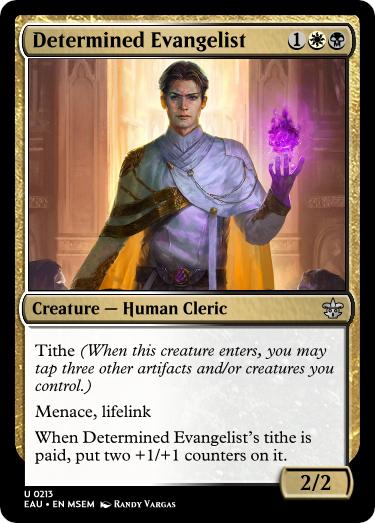 Determined Evangelist 1
Creature — Human Cleric
Tithe (When this creature enters, you may
tap three other artifacts and/or creatures you
control.)
Menace, lifelink
When Determined Evangelist's tithe is
paid, put two +1/+1 counters on it.
2/2
U 0213
EAU • EN MSEM Randy Vargas